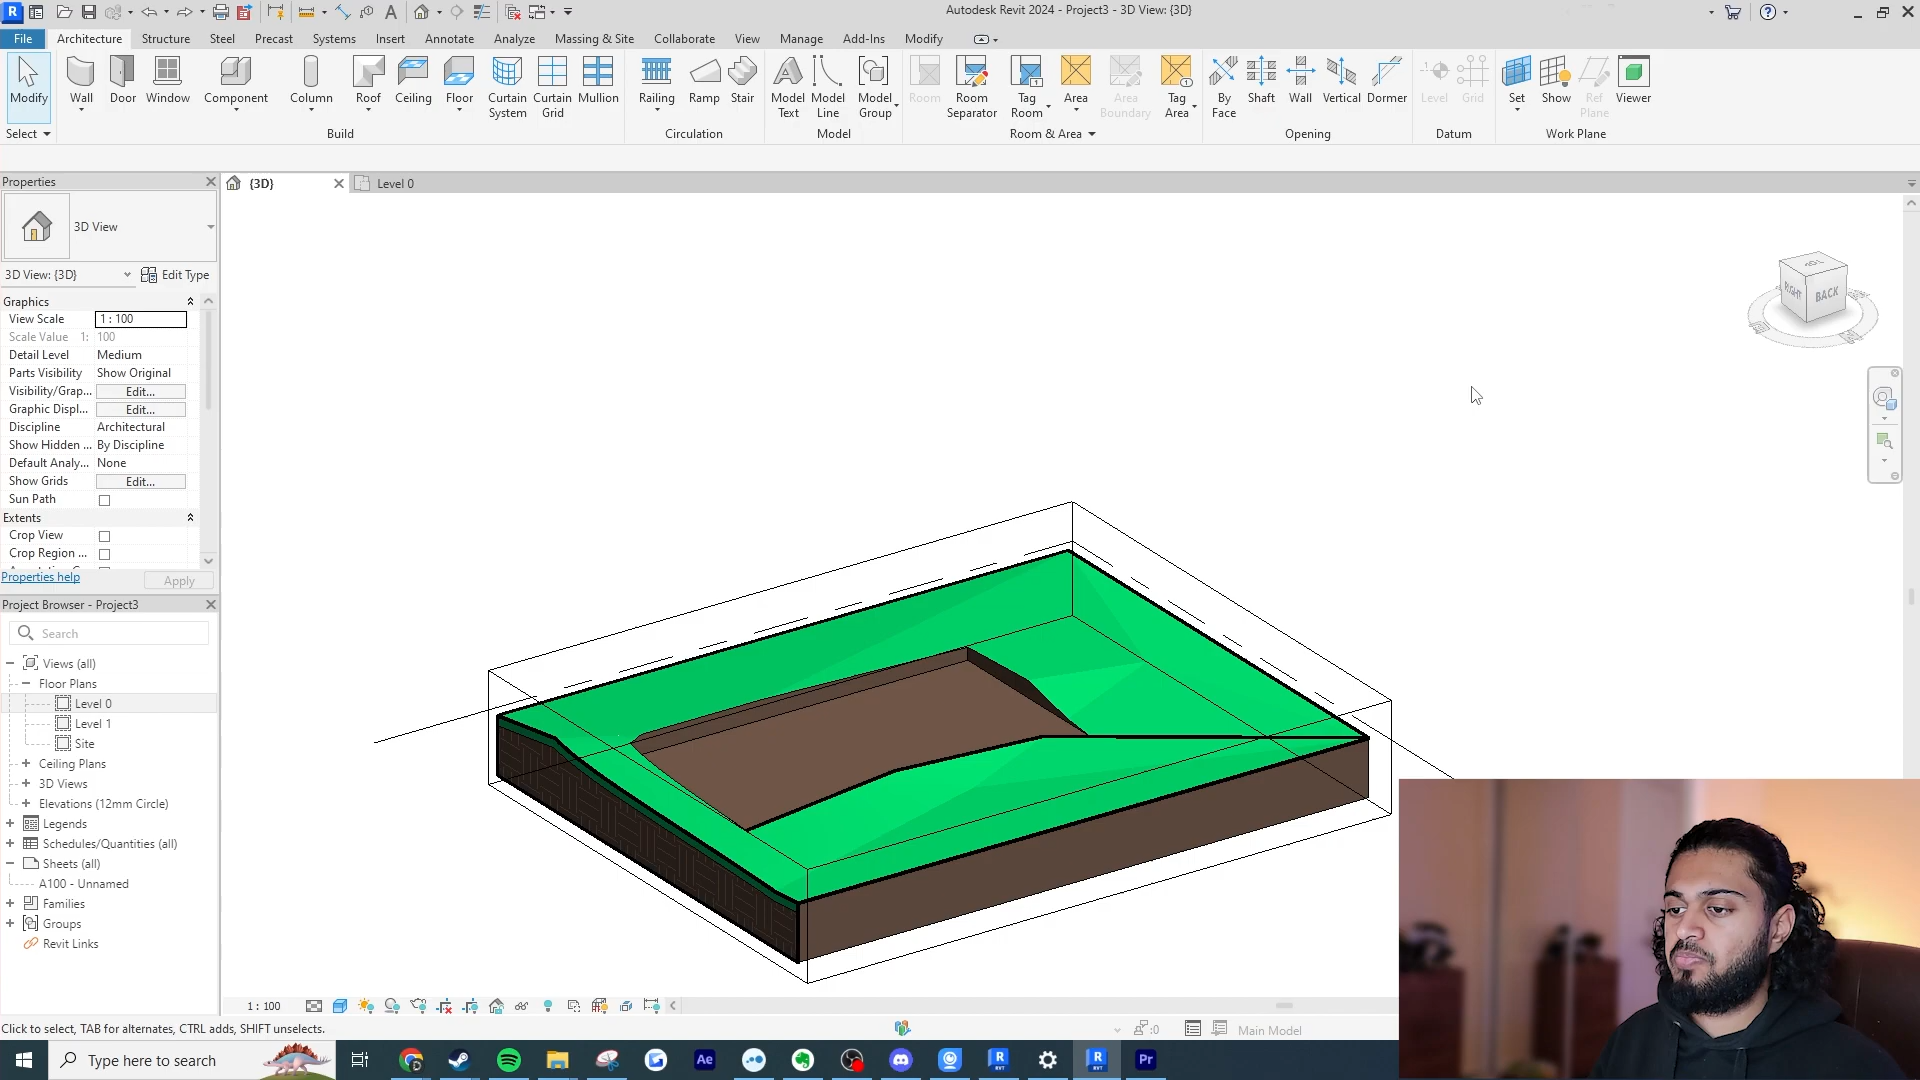 Autodesk Revit 2024 - Project3 - 3D View: {3D}
File Architecture Structure Steel Precast Systems Insert Annotate Analyze Massing & Site Collaborate View Manage Add-Ins Modify
Modify Wall Door Window Component Column Roof Ceiling Floor Curtain System Curtain Grid Mullion Railing Ramp Stair Model Text Model Line Model Group Room Room Separator Tag Room Area Area Boundary Tag Area By Face Shaft Wall Vertical Dormer Level Grid Set Show Ref Plane Viewer
Select Build Circulation Model Room & Area Opening Datum Work Plane
Properties
{3D} Level 0
3D View
3D View: {3D} Edit Type
Graphics
View Scale 1 : 100
Scale Value 1: 100
Detail Level Medium
Parts Visibility Show Original
Visibility/Grap... Edit...
Graphic Displ... Edit...
Discipline Architectural
Show Hidden ... By Discipline
Default Analy... None
Show Grids Edit...
Sun Path
Extents
Crop View
Crop Region ...
Properties help Apply
Project Browser - Project3
Search
Views (all)
Floor Plans
Level 0
Level 1
Site
Ceiling Plans
3D Views
Elevations (12mm Circle)
Legends
Schedules/Quantities (all)
Sheets (all)
A100 - Unnamed
Families
Groups
Revit Links
TOP
RIGHT BACK
1 : 100
Click to select, TAB for alternates, CTRL adds, SHIFT unselects.
:0 Main Model
Type here to search
Ae
R RVT
R RVT
Pr